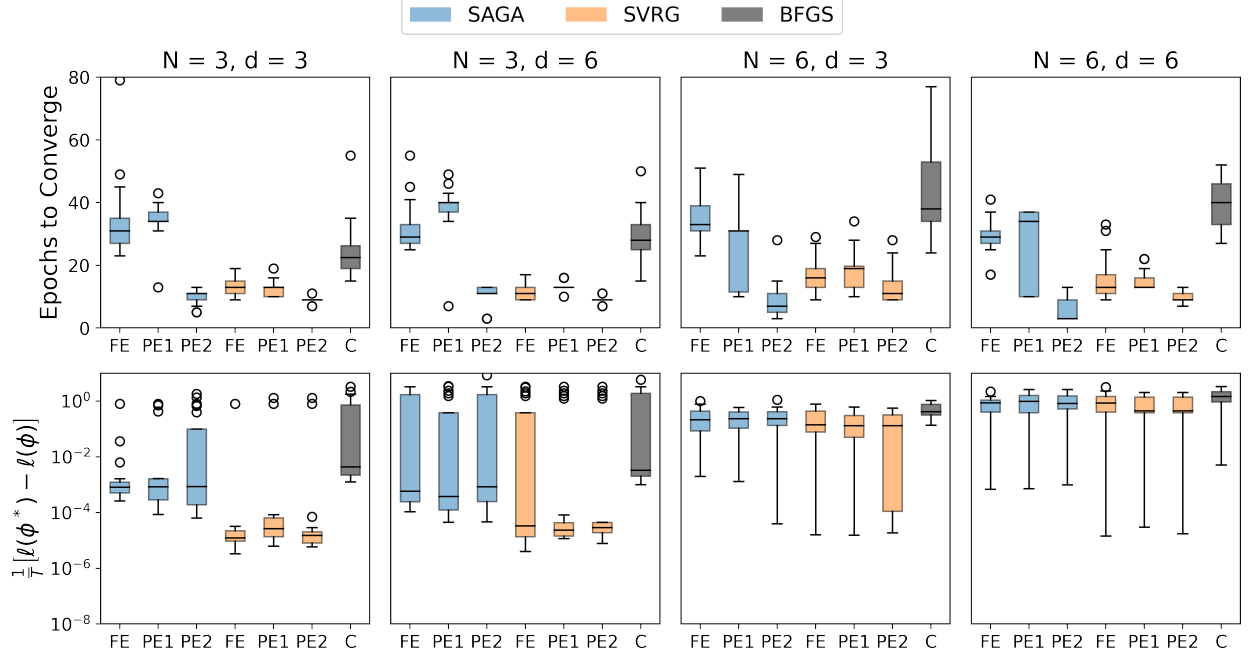 SAGA SVRG BFGS
N = 3, d = 3 N = 3, d = 6 N = 6, d = 3 N = 6, d = 6
Epochs to Converge
80
60
40
20
0
FE PE1 PE2 FE PE1 PE2 C FE PE1 PE2 FE PE1 PE2 C FE PE1 PE2 FE PE1 PE2 C FE PE1 PE2 FE PE1 PE2 C
1/T [ℓ(ϕ*) − ℓ(ϕ)]
10⁰
10⁻²
10⁻⁴
10⁻⁶
10⁻⁸
FE PE1 PE2 FE PE1 PE2 C FE PE1 PE2 FE PE1 PE2 C FE PE1 PE2 FE PE1 PE2 C FE PE1 PE2 FE PE1 PE2 C